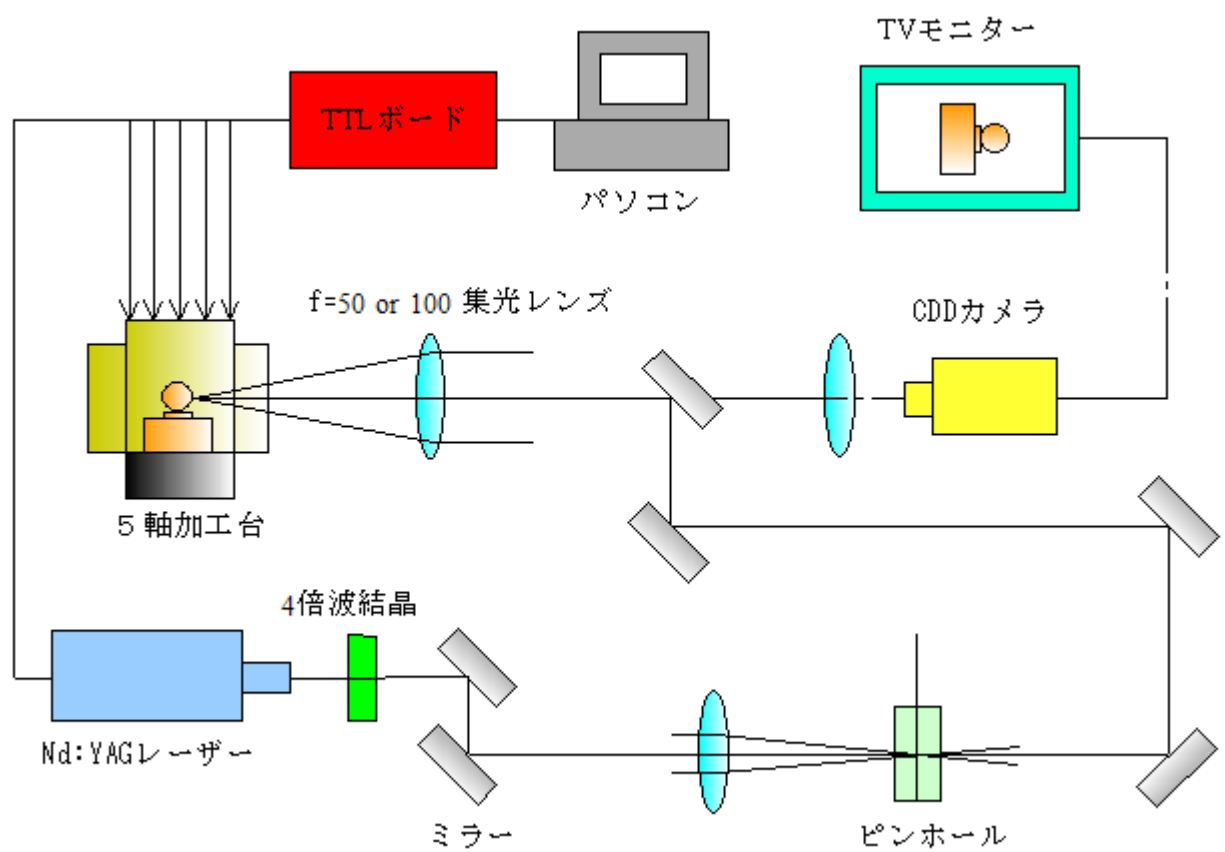 TVモニター
TTLボード
パソコン
f=50 or 100 集光レンズ
CDDカメラ
5軸加工台
4倍波結晶
Nd:YAGレーザー
ミラー
ピンホール